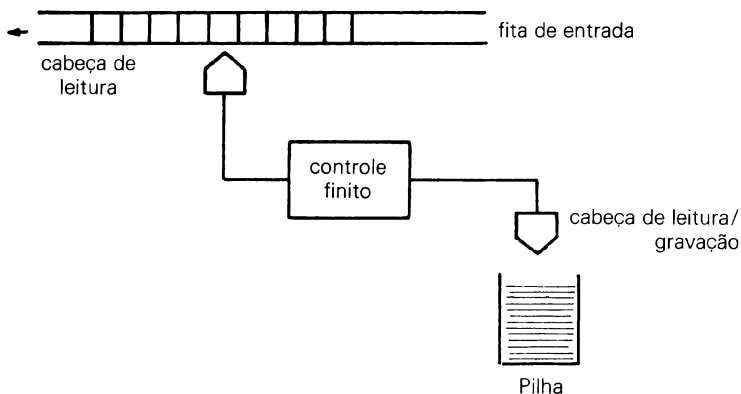 fita de entrada
cabeça de
leitura
controle
finito
cabeça de leitura/
gravação
Pilha